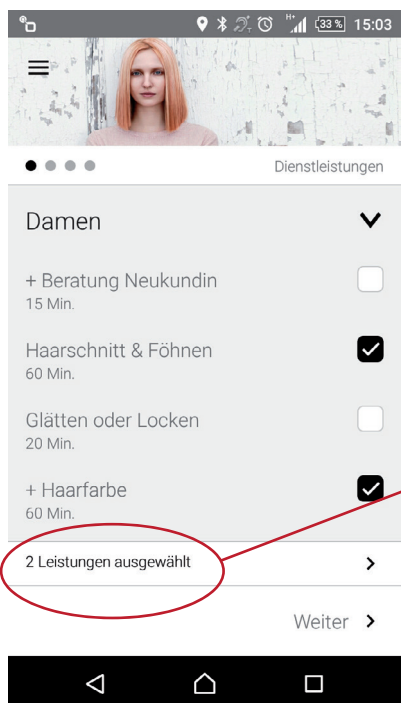 H+ 33 % 15:03
Dienstleistungen
Damen
+ Beratung Neukundin
15 Min.
Haarschnitt & Föhnen
60 Min.
Glätten oder Locken
20 Min.
+ Haarfarbe
60 Min.
2 Leistungen ausgewählt
Weiter